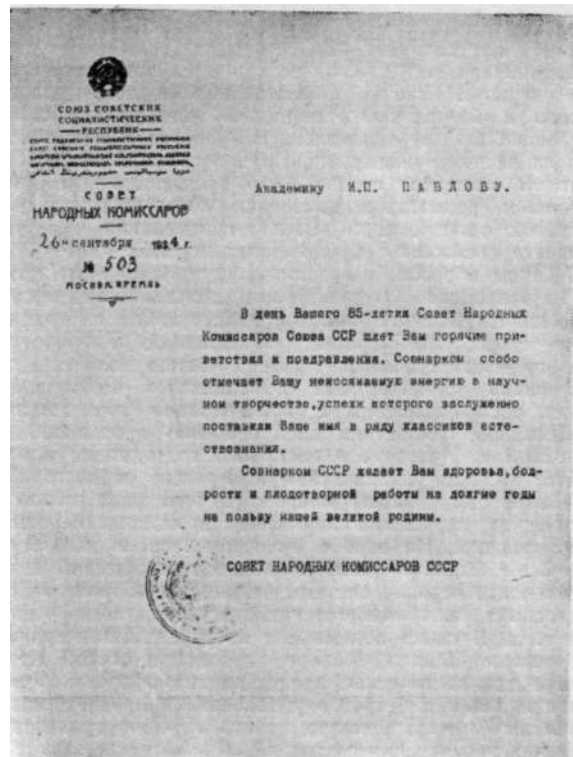 СОЮЗ СОВЕТСКИХ
СОЦИАЛИСТИЧЕСКИХ
РЕСПУБЛИК
СОВЕТ
НАРОДНЫХ КОМИССАРОВ
26 сентября 1934 г.
№ 503
МОСКВА, КРЕМЛЬ
Академику И.П. ПАВЛОВУ.
В день Вашего 85-летия Совет Народных
Комиссаров Союза ССР шлет Вам горячие при-
ветствия и поздравления. Совнарком особо
отмечает Вашу неиссякаемую энергию в науч-
ном творчестве, успехи которого заслуженно
поставили Ваше имя в ряду классиков есте-
ствознания.
Совнарком СССР желает Вам здоровья, бод-
рости и плодотворной работы на долгие годы
на пользу нашей великой родины.
СОВЕТ НАРОДНЫХ КОМИССАРОВ СССР